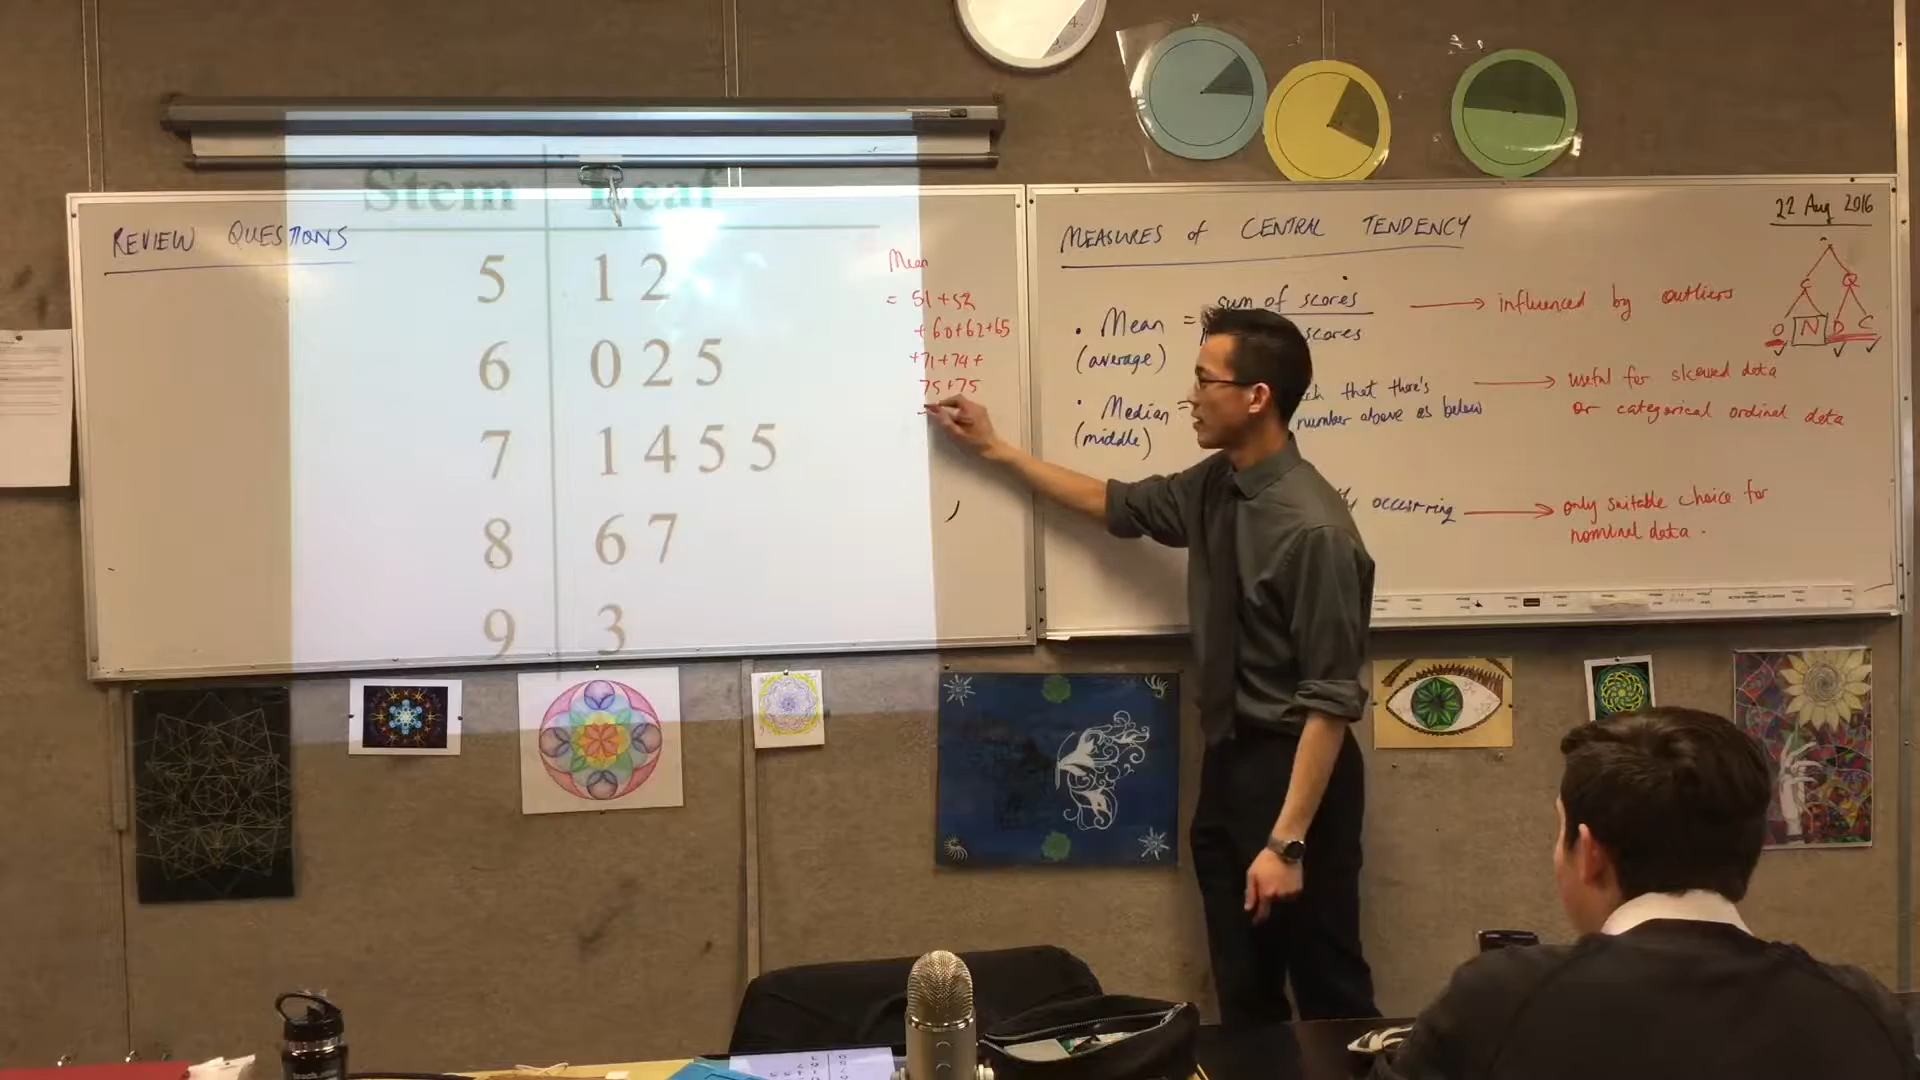 Stem Leaf
5 1 2
6 0 2 5
7 1 4 5 5
8 6 7
9 3
REVIEW QUESTIONS
Mean
= 51+52
+60+62+65
+71+74+
75+75
MEASURES of CENTRAL TENDENCY
22 Aug 2016
• Mean = sum of scores
scores
(average)
→ influenced by outliers
• Median =
that there's
number above as below
(middle)
→ useful for skewed data
or categorical ordinal data
occurring → only suitable choice for
nominal data.
C Q
O N D C